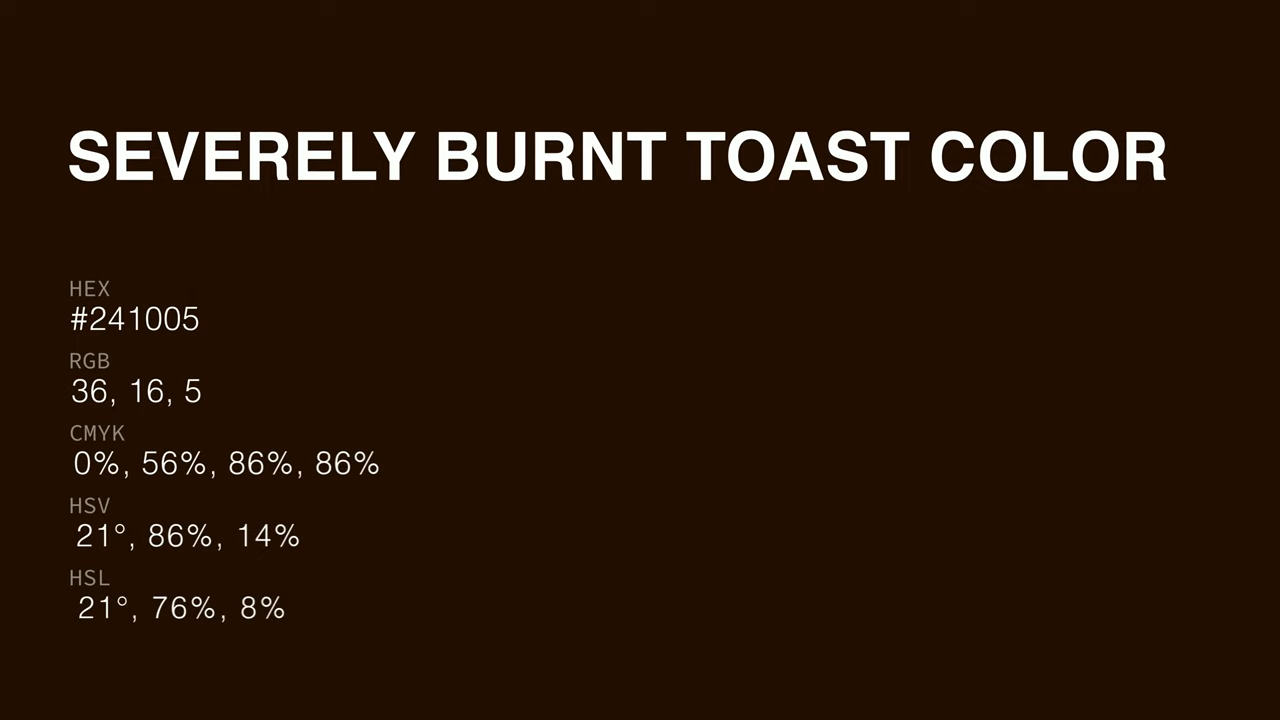 SEVERELY BURNT TOAST COLOR
HEX
#241005
RGB
36, 16, 5
CMYK
0%, 56%, 86%, 86%
HSV
21°, 86%, 14%
HSL
21°, 76%, 8%